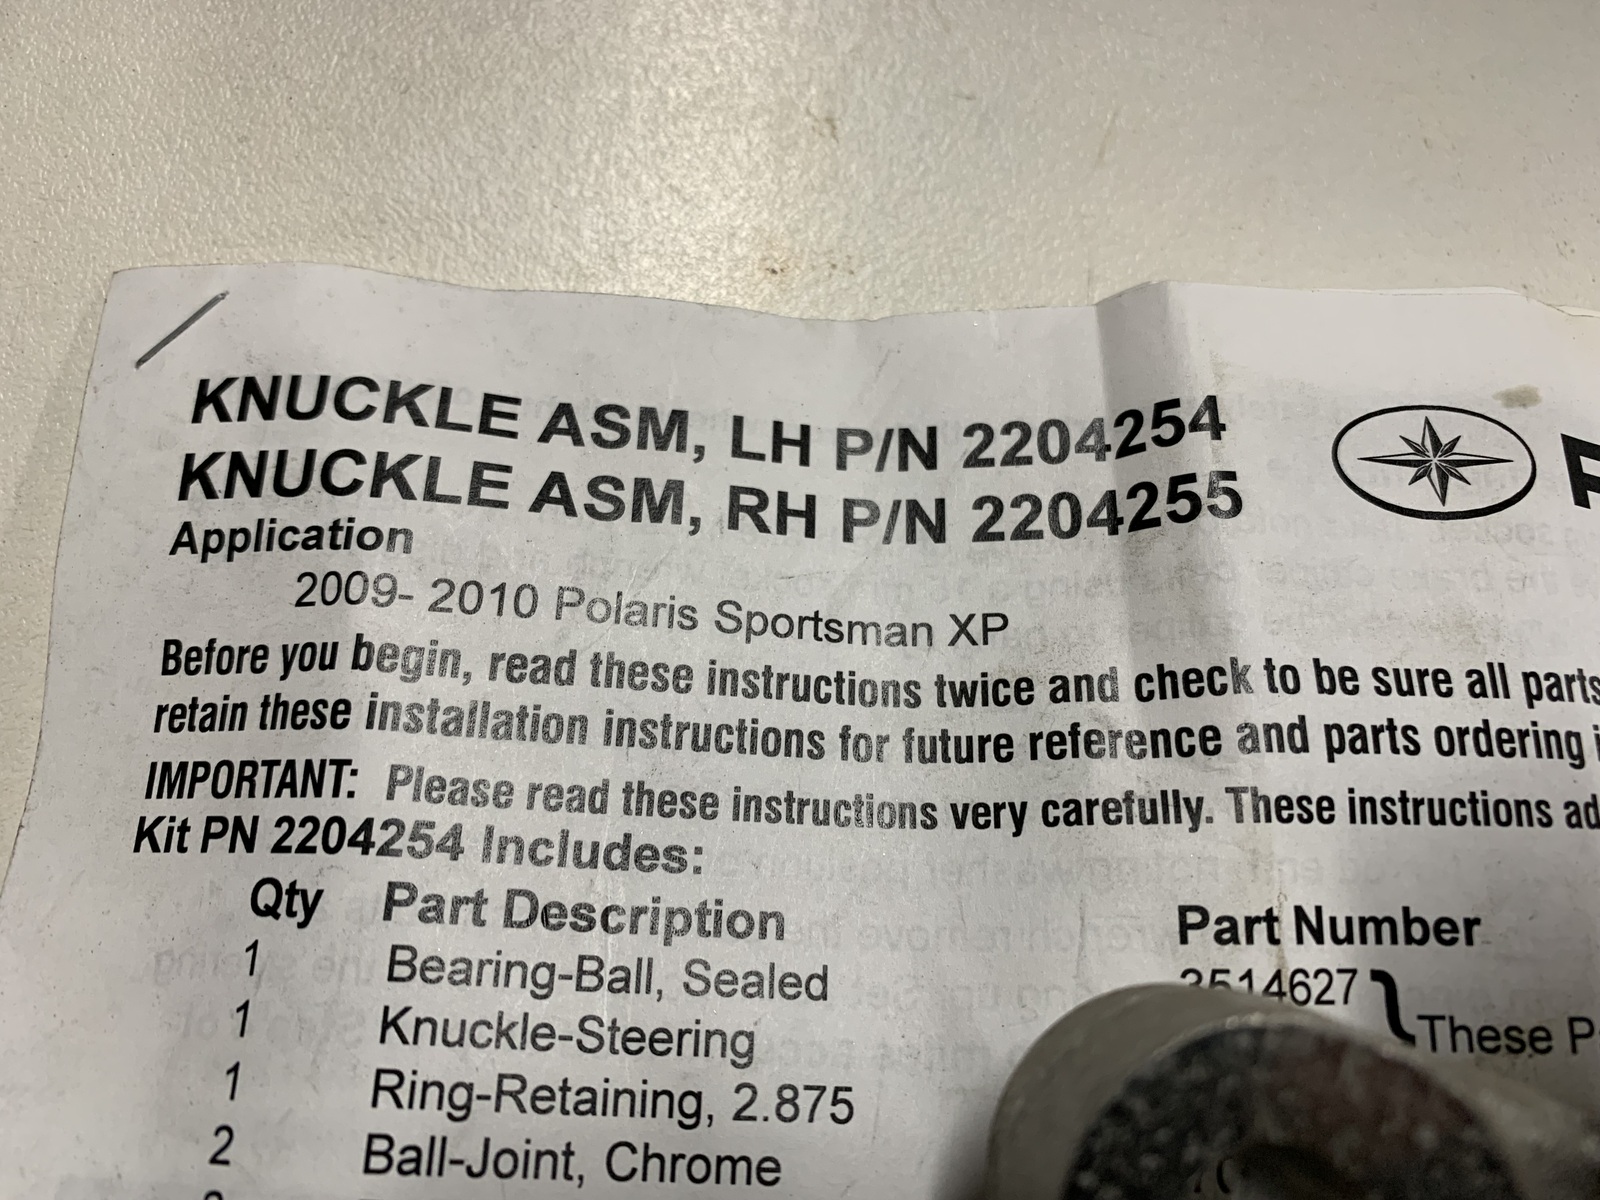 KNUCKLE ASM, LH P/N 2204254
KNUCKLE ASM, RH P/N 2204255
Application
2009- 2010 Polaris Sportsman XP
Before you begin, read these instructions twice and check to be sure all parts
retain these installation instructions for future reference and parts ordering
IMPORTANT: Please read these instructions very carefully. These instructions
Kit PN 2204254 Includes:
Qty Part Description Part Number
1 Bearing-Ball, Sealed 3514627
1 Knuckle-Steering These
1 Ring-Retaining, 2.875
2 Ball-Joint, Chrome